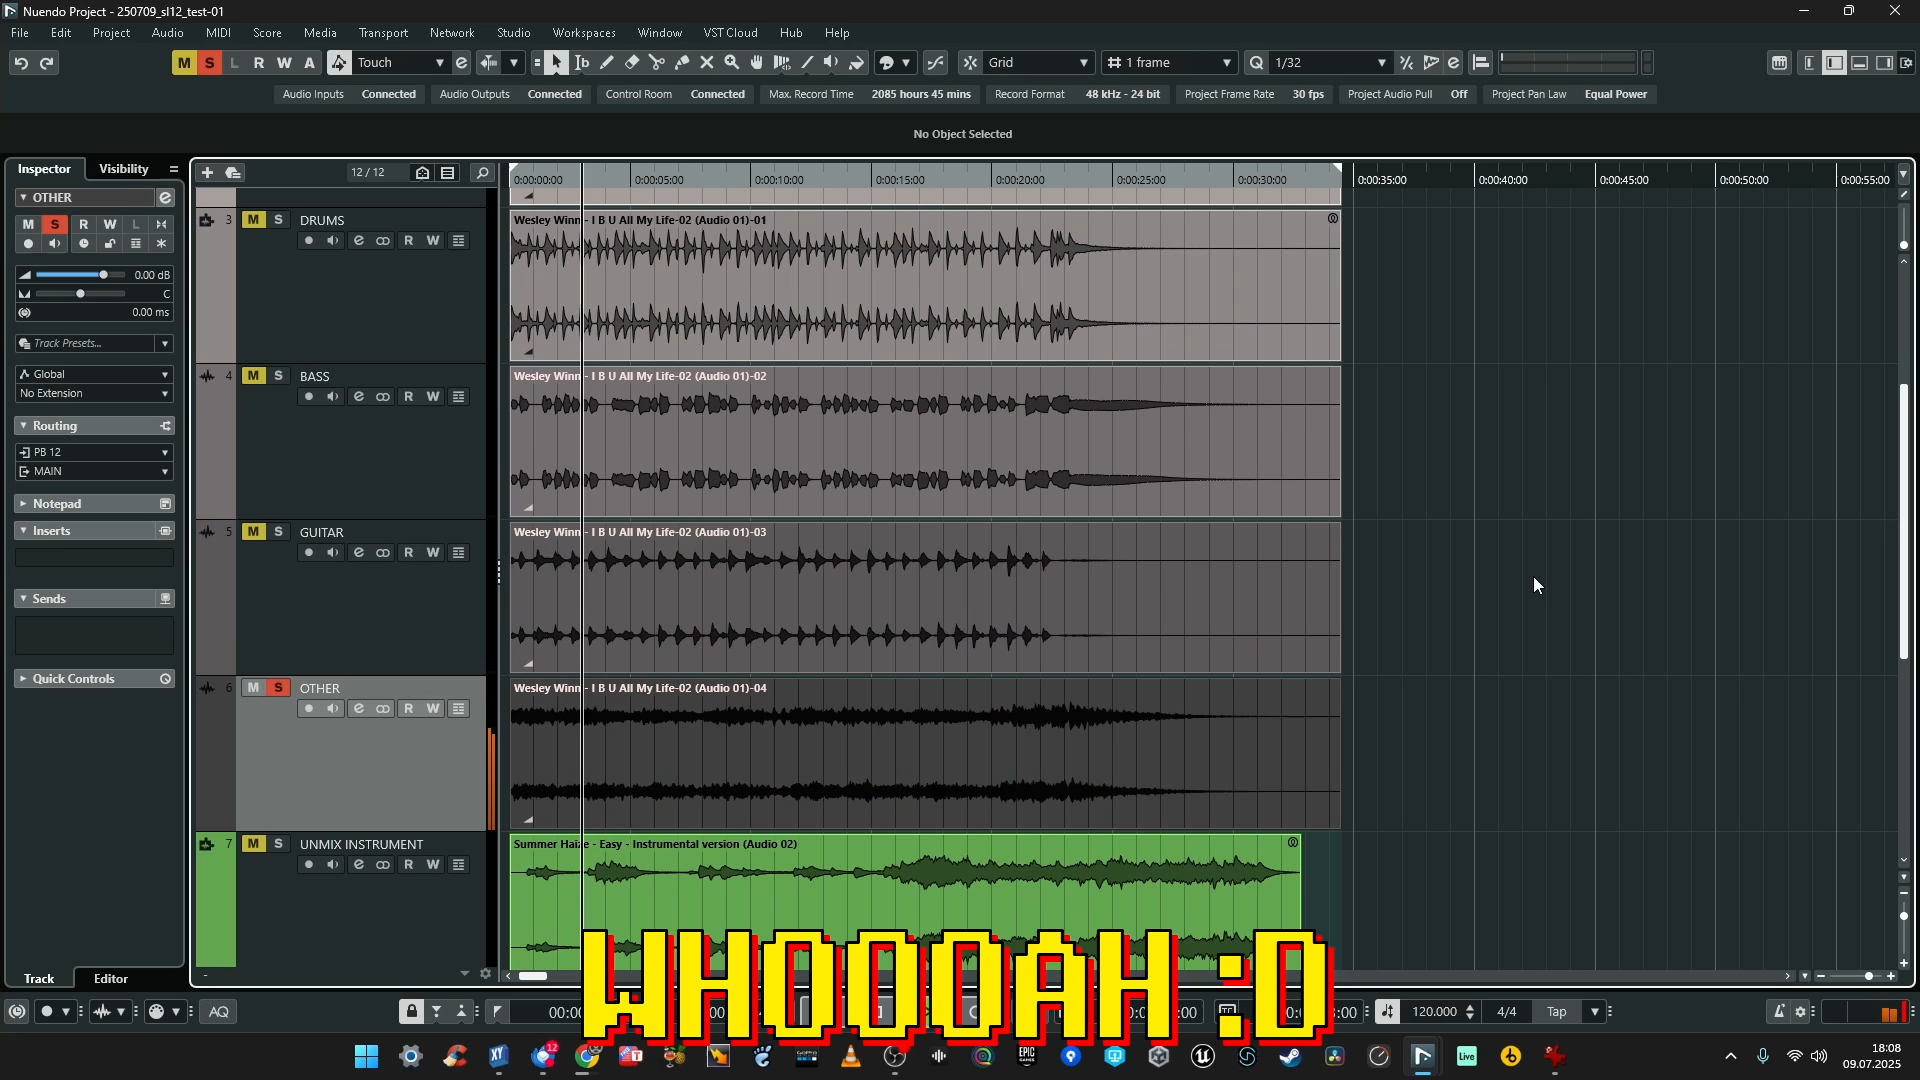 Nuendo Project - 250709_sl12_test-01
File Edit Project Audio MIDI Score Media Transport Network Studio Workspaces Window VST Cloud Hub Help
M S L R W A Touch Grid 1 frame 1/32
Audio Inputs Connected Audio Outputs Connected Control Room Connected Max. Record Time 2085 hours 45 mins Record Format 48 kHz - 24 bit Project Frame Rate 30 fps Project Audio Pull Off Project Pan Law Equal Power
No Object Selected
Inspector Visibility
12 / 12
0:00:00:00 0:00:05:00 0:00:10:00 0:00:15:00 0:00:20:00 0:00:25:00 0:00:30:00 0:00:35:00 0:00:40:00 0:00:45:00 0:00:50:00 0:00:55:00
OTHER
M S R W L
0.00 dB
C
0.00 ms
Track Presets...
Global
No Extension
Routing
PB 12
MAIN
Notepad
Inserts
Sends
Quick Controls
3 M S DRUMS
R W
Wesley Winn - I B U All My Life-02 (Audio 01)-01
4 M S BASS
R W
Wesley Winn - I B U All My Life-02 (Audio 01)-02
5 M S GUITAR
R W
Wesley Winn - I B U All My Life-02 (Audio 01)-03
6 M S OTHER
R W
Wesley Winn - I B U All My Life-02 (Audio 01)-04
7 M S UNMIX INSTRUMENT
R W
Summer Haize - Easy - Instrumental version (Audio 02)
WHOOOAH :D
Track Editor
AQ
120.000 4/4 Tap
12
XY
EPIC GAMES
Live
18:08
09.07.2025